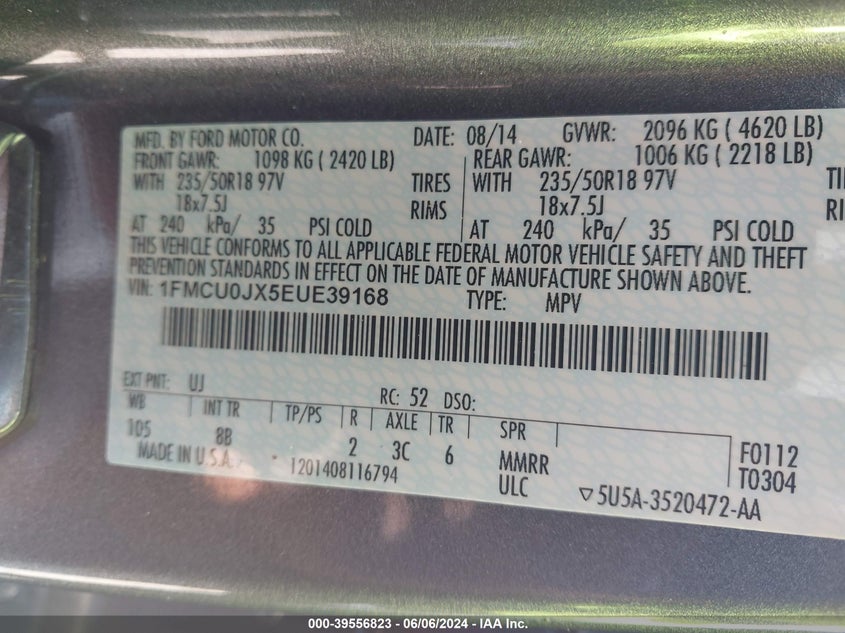 MFD. BY FORD MOTOR CO. DATE: 08/14 GVWR: 2096 KG ( 4620 LB)
FRONT GAWR: 1098 KG ( 2420 LB) REAR GAWR: 1006 KG ( 2218 LB)
WITH 235/50R18 97V TIRES WITH 235/50R18 97V
18x7.5J RIMS 18x7.5J
AT 240 kPa/ 35 PSI COLD AT 240 kPa/ 35 PSI COLD
THIS VEHICLE CONFORMS TO ALL APPLICABLE FEDERAL MOTOR VEHICLE SAFETY AND THEFT
PREVENTION STANDARDS IN EFFECT ON THE DATE OF MANUFACTURE SHOWN ABOVE.
VIN: 1FMCU0JX5EUE39168 TYPE: MPV
EXT PNT: UJ RC: 52 DSO:
WB INT TR TP/PS R AXLE TR SPR
105 8B 2 3C 6 MMRR F0112
MADE IN U.S.A. * 1201408116794 ULC T0304
▽5U5A-3520472-AA
000-39556823 - 06/06/2024 - IAA Inc.